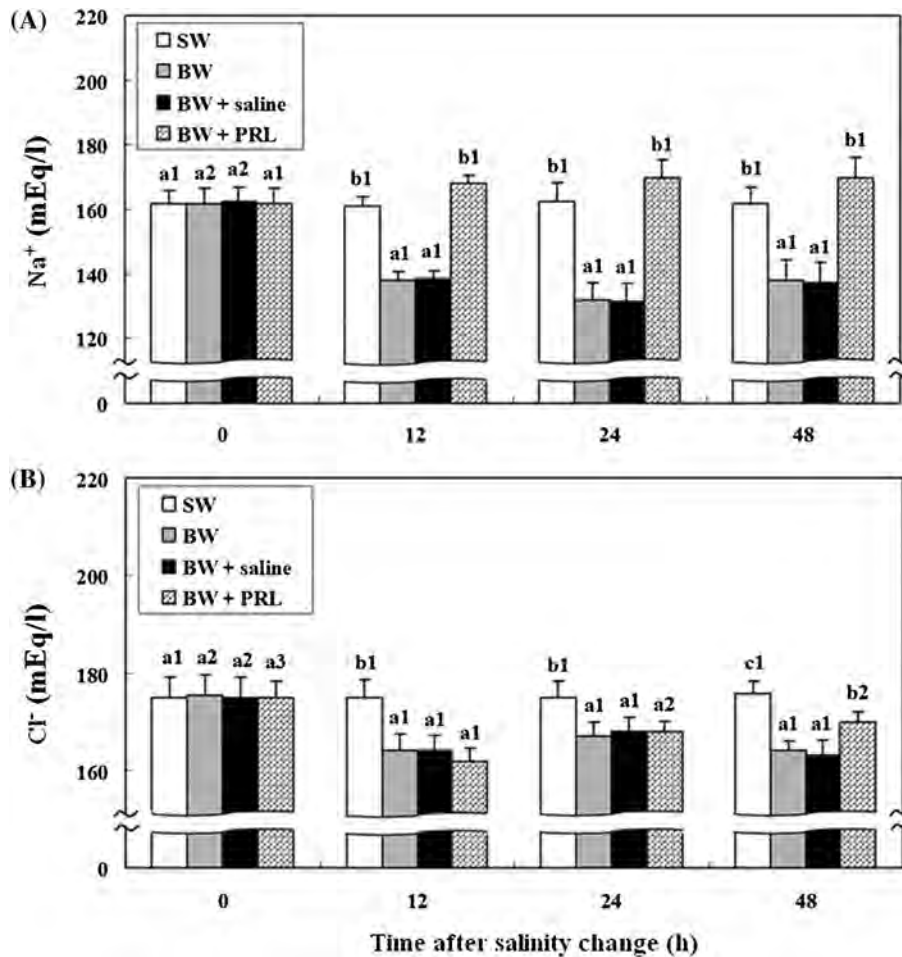 (A)
220
200
180
160
140
120
0
Na⁺ (mEq/l)
SW
BW
BW + saline
BW + PRL
a1 a2 a2 a1
b1 a1 a1 b1
b1 a1 a1 b1
b1 a1 a1 b1
0 12 24 48
(B)
220
200
180
160
0
Cl⁻ (mEq/l)
SW
BW
BW + saline
BW + PRL
a1 a2 a2 a3
b1 a1 a1 a1
b1 a1 a1 a2
c1 a1 a1 b2
0 12 24 48
Time after salinity change (h)